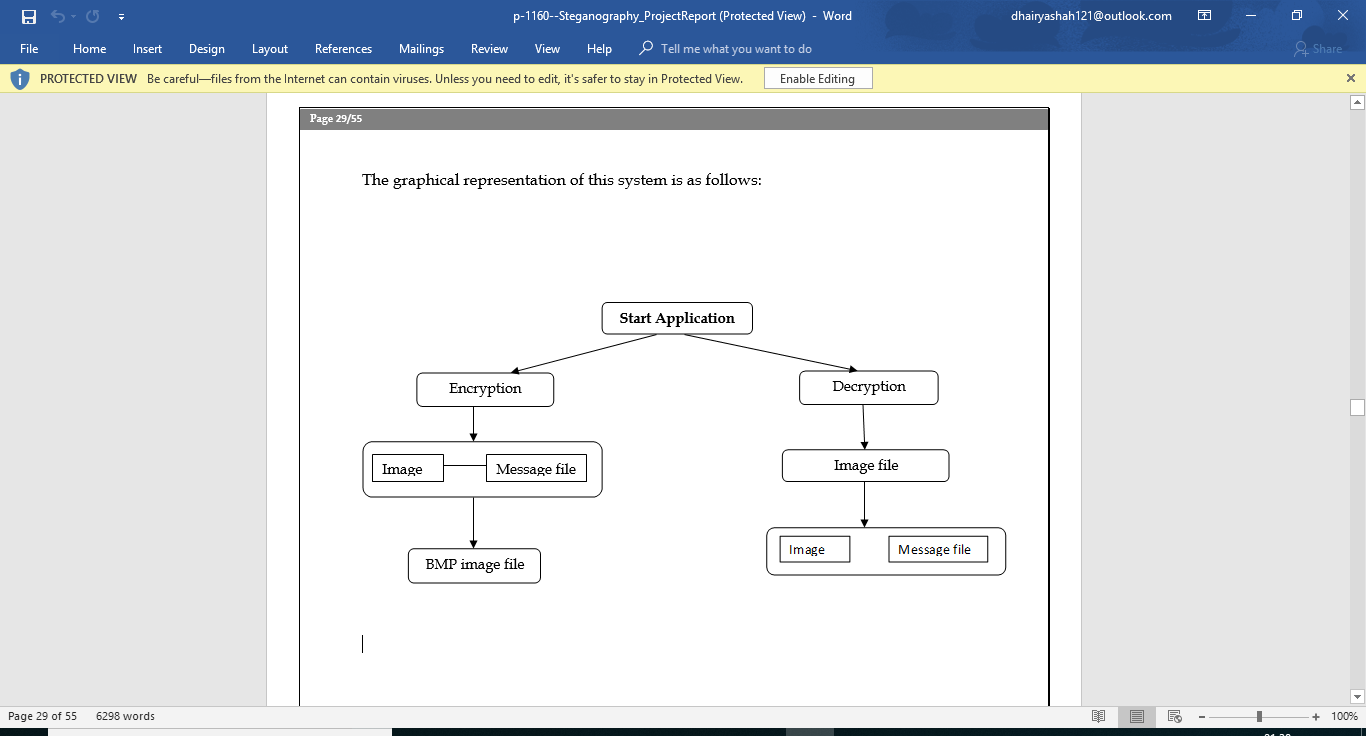 p-1160--Steganography_ProjectReport (Protected View) - Word
dhairyashah121@outlook.com
File Home Insert Design Layout References Mailings Review View Help Tell me what you want to do Share
PROTECTED VIEW Be careful—files from the Internet can contain viruses. Unless you need to edit, it's safer to stay in Protected View. Enable Editing
Page 29/55
The graphical representation of this system is as follows:
Start Application
Encryption
Decryption
Image Message file
Image file
BMP image file
Image Message file
Page 29 of 55 6298 words
100%